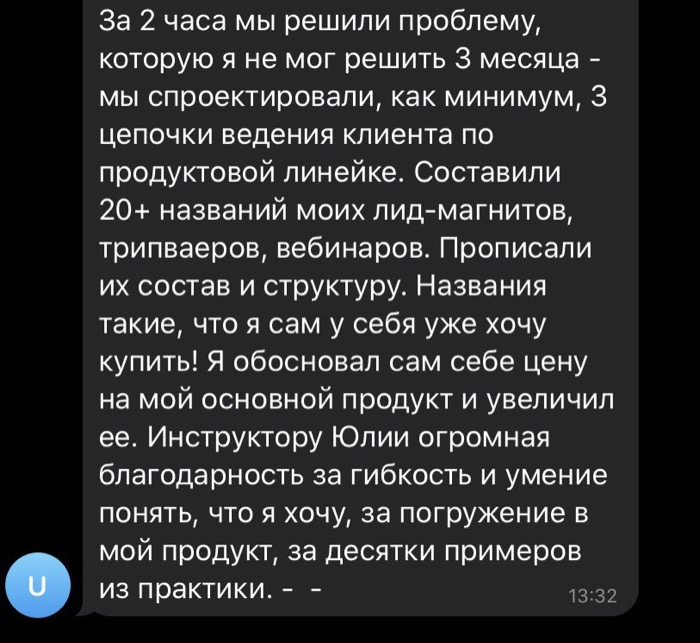 За 2 часа мы решили проблему,
которую я не мог решить 3 месяца -
мы спроектировали, как минимум, 3
цепочки ведения клиента по
продуктовой линейке. Составили
20+ названий моих лид-магнитов,
трипваеров, вебинаров. Прописали
их состав и структуру. Названия
такие, что я сам у себя уже хочу
купить! Я обосновал сам себе цену
на мой основной продукт и увеличил
ее. Инструктору Юлии огромная
благодарность за гибкость и умение
понять, что я хочу, за погружение в
мой продукт, за десятки примеров
из практики. - -
13:32
U